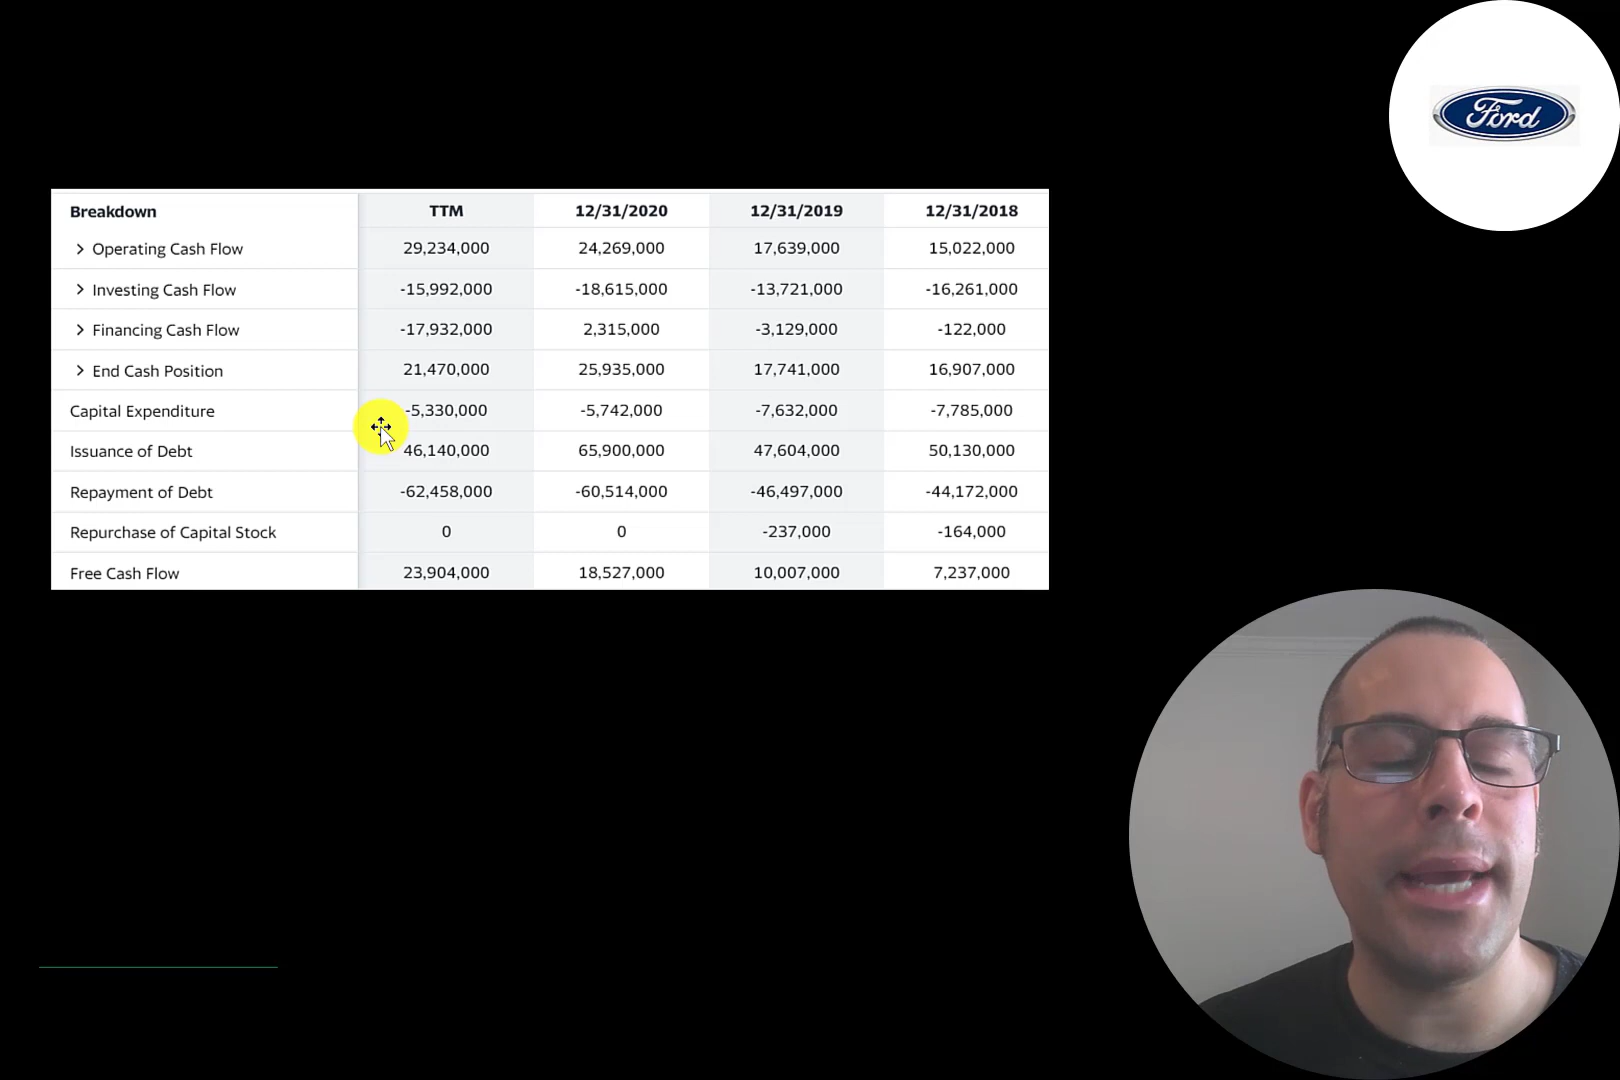 Ford
Breakdown TTM 12/31/2020 12/31/2019 12/31/2018
Operating Cash Flow 29,234,000 24,269,000 17,639,000 15,022,000
Investing Cash Flow -15,992,000 -18,615,000 -13,721,000 -16,261,000
Financing Cash Flow -17,932,000 2,315,000 -3,129,000 -122,000
End Cash Position 21,470,000 25,935,000 17,741,000 16,907,000
Capital Expenditure -5,330,000 -5,742,000 -7,632,000 -7,785,000
Issuance of Debt 46,140,000 65,900,000 47,604,000 50,130,000
Repayment of Debt -62,458,000 -60,514,000 -46,497,000 -44,172,000
Repurchase of Capital Stock 0 0 -237,000 -164,000
Free Cash Flow 23,904,000 18,527,000 10,007,000 7,237,000